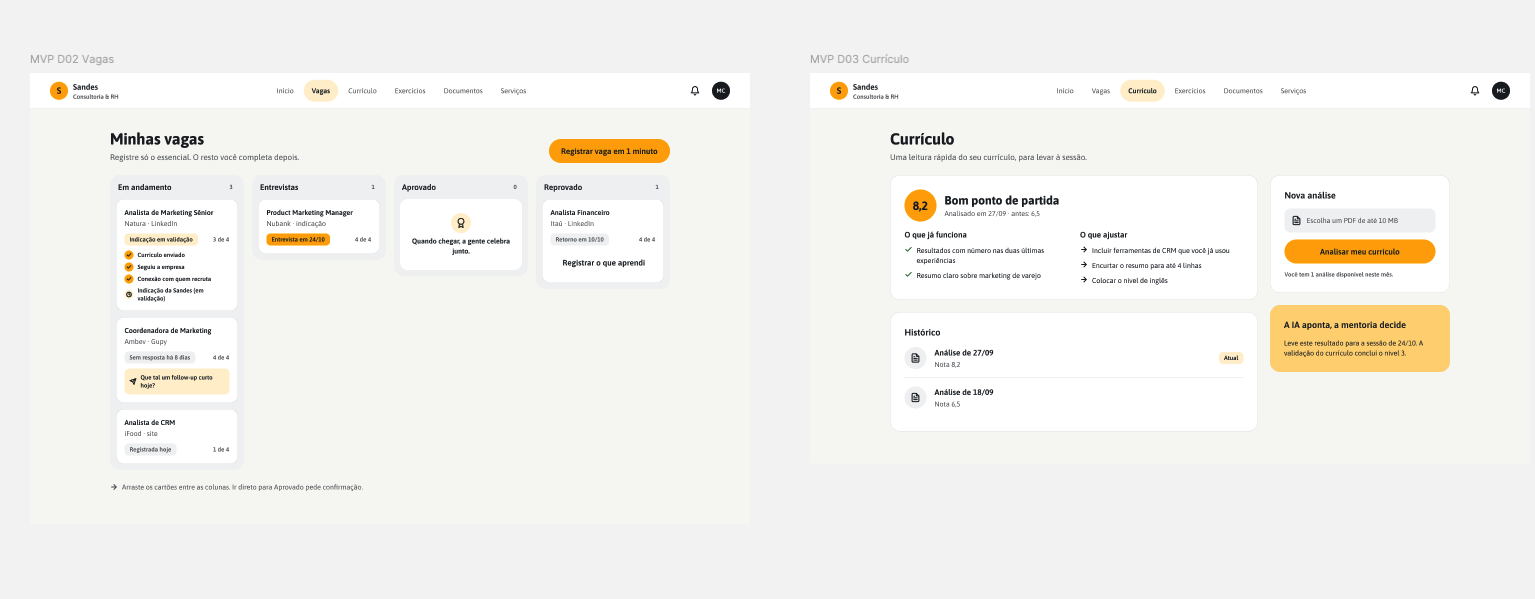 MVP D02 Vagas
S
Sandes
Consultoria & RH
Início
Vagas
Currículo
Exercícios
Documentos
Serviços
MC
Minhas vagas
Registre só o essencial. O resto você completa depois.
Registrar vaga em 1 minuto
Em andamento
3
Analista de Marketing Sênior
Natura · LinkedIn
Indicação em validação
3 de 4
Currículo enviado
Seguiu a empresa
Conexão com quem recruta
Indicação da Sandes (em
validação)
Coordenadora de Marketing
Ambev · Gupy
Sem resposta há 8 dias
4 de 4
Que tal um follow-up curto
hoje?
Analista de CRM
iFood · site
Registrada hoje
1 de 4
Entrevistas
1
Product Marketing Manager
Nubank · indicação
Entrevista em 24/10
4 de 4
Aprovado
0
Quando chegar, a gente celebra
junto.
Reprovado
1
Analista Financeiro
Itaú · LinkedIn
Retorno em 10/10
4 de 4
Registrar o que aprendi
Arraste os cartões entre as colunas. Ir direto para Aprovado pede confirmação.
MVP D03 Currículo
S
Sandes
Consultoria & RH
Início
Vagas
Currículo
Exercícios
Documentos
Serviços
MC
Currículo
Uma leitura rápida do seu currículo, para levar à sessão.
8,2
Bom ponto de partida
Analisado em 27/09 · antes: 6,5
O que já funciona
Resultados com número nas duas últimas
experiências
Resumo claro sobre marketing de varejo
O que ajustar
Incluir ferramentas de CRM que você já usou
Encurtar o resumo para até 4 linhas
Colocar o nível de inglês
Histórico
Análise de 27/09
Nota 8,2
Atual
Análise de 18/09
Nota 6,5
Nova análise
Escolha um PDF de até 10 MB
Analisar meu currículo
Você tem 1 análise disponível neste mês.
A IA aponta, a mentoria decide
Leve este resultado para a sessão de 24/10. A
validação do currículo conclui o nível 3.